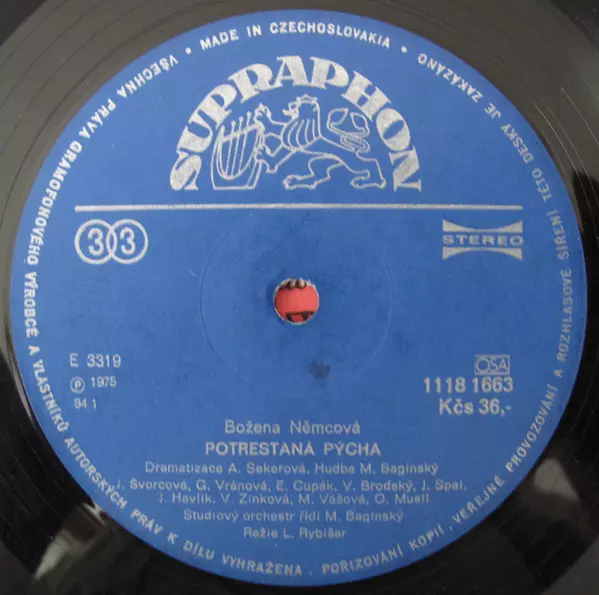 • VŠECHNA PRÁVA GRAMOFONOVÉHO VÝROBCE A VLASTNÍKŮ AUTORSKÝCH PRÁV K DÍLU VYHRAŽENA • POŘIZOVÁNÍ KOPIÍ, VEŘEJNÉ PROVOZOVÁNÍ A ROZHLASOVÉ ŠÍŘENÍ TÉTO DESKY JE ZAKÁZÁNO •
MADE IN CZECHOSLOVAKIA
SUPRAPHON
33
STEREO
E 3319
℗ 1975
84 1
OSA
1118 1663
Kčs 36,-
Božena Němcová
POTRESTANÁ PÝCHA
Dramatizace A. Sekerová, Hudba M. Baginský
J. Švorcová, G. Vránová, E. Cupák, V. Brodský, J. Spal,
J. Havlík, V. Zinková, M. Vášová, O. Musil
Studiový orchestr řídí M. Baginský
Režie L. Rybišar